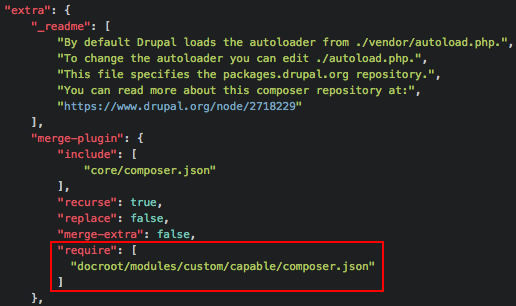 "extra": {
"_readme": [
"By default Drupal loads the autoloader from ./vendor/autoload.php.",
"To change the autoloader you can edit ./autoload.php.",
"This file specifies the packages.drupal.org repository.",
"You can read more about this composer repository at:",
"https://www.drupal.org/node/2718229"
],
"merge-plugin": {
"include": [
"core/composer.json"
],
"recurse": true,
"replace": false,
"merge-extra": false,
"require": [
"docroot/modules/custom/capable/composer.json"
]
},